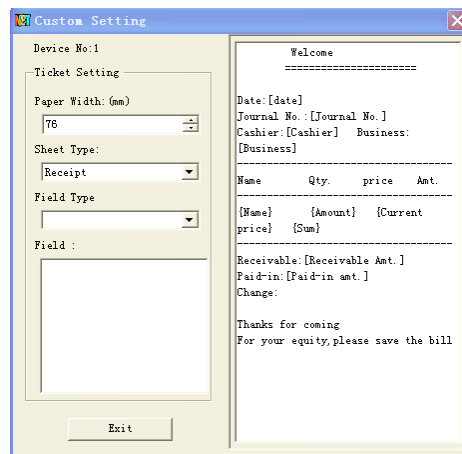 Custom Setting
Device No:1
Ticket Setting
Paper Width:(mm)
76
Sheet Type:
Receipt
Field Type
Field :
Exit
Welcome
======================
Date:[date]
Journal No.:[Journal No.]
Cashier:[Cashier] Business:
[Business]
------------------------------------
Name Qty. price Amt.
------------------------------------
{Name} {Amount} {Current
price} {Sum}
------------------------------------
Receivable:[Receivable Amt.]
Paid-in:[Paid-in amt.]
Change:
Thanks for coming
For your equity,please save the bill